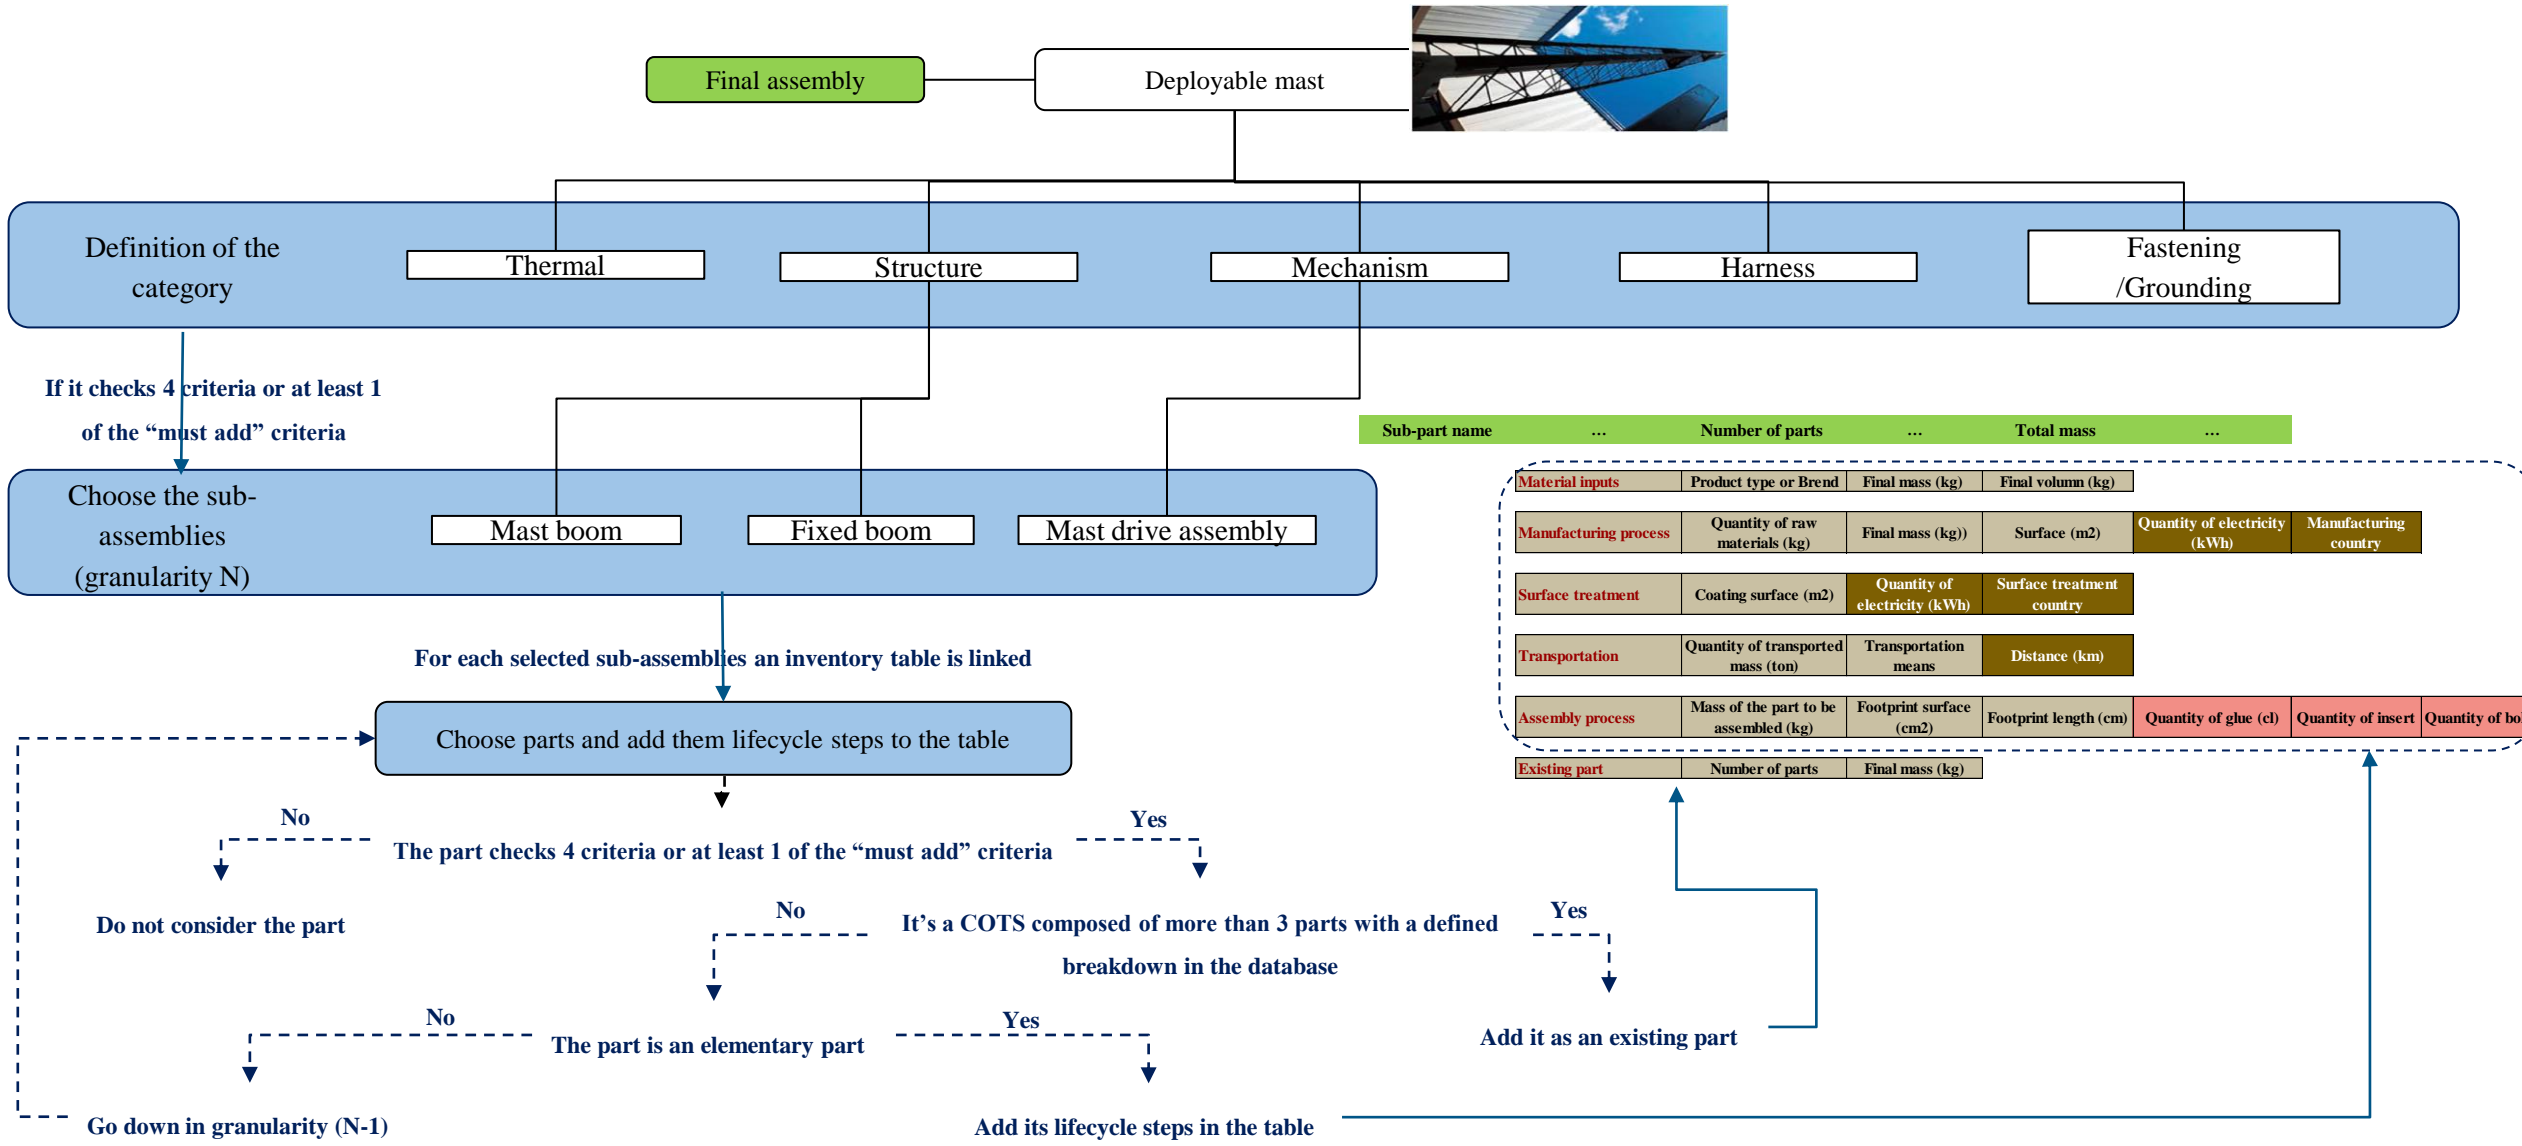 Final assembly
Deployable mast
Definition of the
category
Thermal
Structure
Mechanism
Harness
Fastening
/Grounding
If it checks 4 criteria or at least 1
of the “must add” criteria
Choose the sub-
assemblies
(granularity N)
Mast boom
Fixed boom
Mast drive assembly
Sub-part name ... Number of parts ... Total mass ...
Material inputs Product type or Brend Final mass (kg) Final volumn (kg)
Manufacturing process Quantity of raw
materials (kg) Final mass (kg)) Surface (m2) Quantity of electricity
(kWh) Manufacturing
country
Surface treatment Coating surface (m2) Quantity of
electricity (kWh) Surface treatment
country
Transportation Quantity of transported
mass (ton) Transportation
means Distance (km)
Assembly process Mass of the part to be
assembled (kg) Footprint surface
(cm2) Footprint length (cm) Quantity of glue (cl) Quantity of insert Quantity of bo
Existing part Number of parts Final mass (kg)
For each selected sub-assemblies an inventory table is linked
Choose parts and add them lifecycle steps to the table
No
Yes
The part checks 4 criteria or at least 1 of the “must add” criteria
Do not consider the part
No
Yes
It’s a COTS composed of more than 3 parts with a defined
breakdown in the database
No
Yes
The part is an elementary part
Add it as an existing part
Go down in granularity (N-1)
Add its lifecycle steps in the table